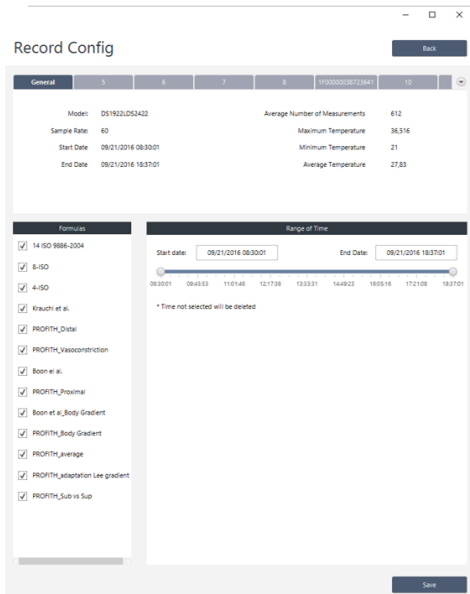 Record Config
Back
General 5 6 7 8 1F00000038723641 10
Model: DS1922LDS2422 Average Number of Measurements 612
Sample Rate: 60 Maximum Temperature 36,516
Start Date 09/21/2016 08:30:01 Minimum Temperature 21
End Date 09/21/2016 18:37:01 Average Temperature 27,83
Formulas Range of Time
14 ISO 9886-2004
Start date: 09/21/2016 08:30:01 End Date: 09/21/2016 18:37:01
8-ISO
08:30:01 09:45:53 11:01:46 12:17:38 13:33:31 14:49:23 16:05:16 17:21:08 18:37:01
4-ISO
Krauchi et al.
* Time not selected will be deleted
PROFITH_Distal
PROFITH_Vasoconstriction
Boon el al.
PROFITH_Proximal
Boon et al_Body Gradient
PROFITH_Body Gradient
PROFITH_average
PROFITH_adaptation Lee gradient
PROFITH_Sub vs Sup
Save